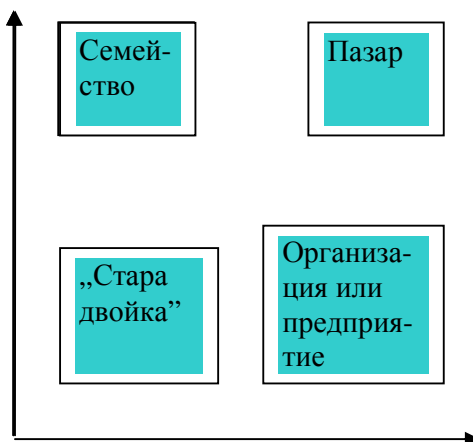 Семей-
ство
Пазар
„Стара
двойка”
Организа-
ция или
предприя-
тие